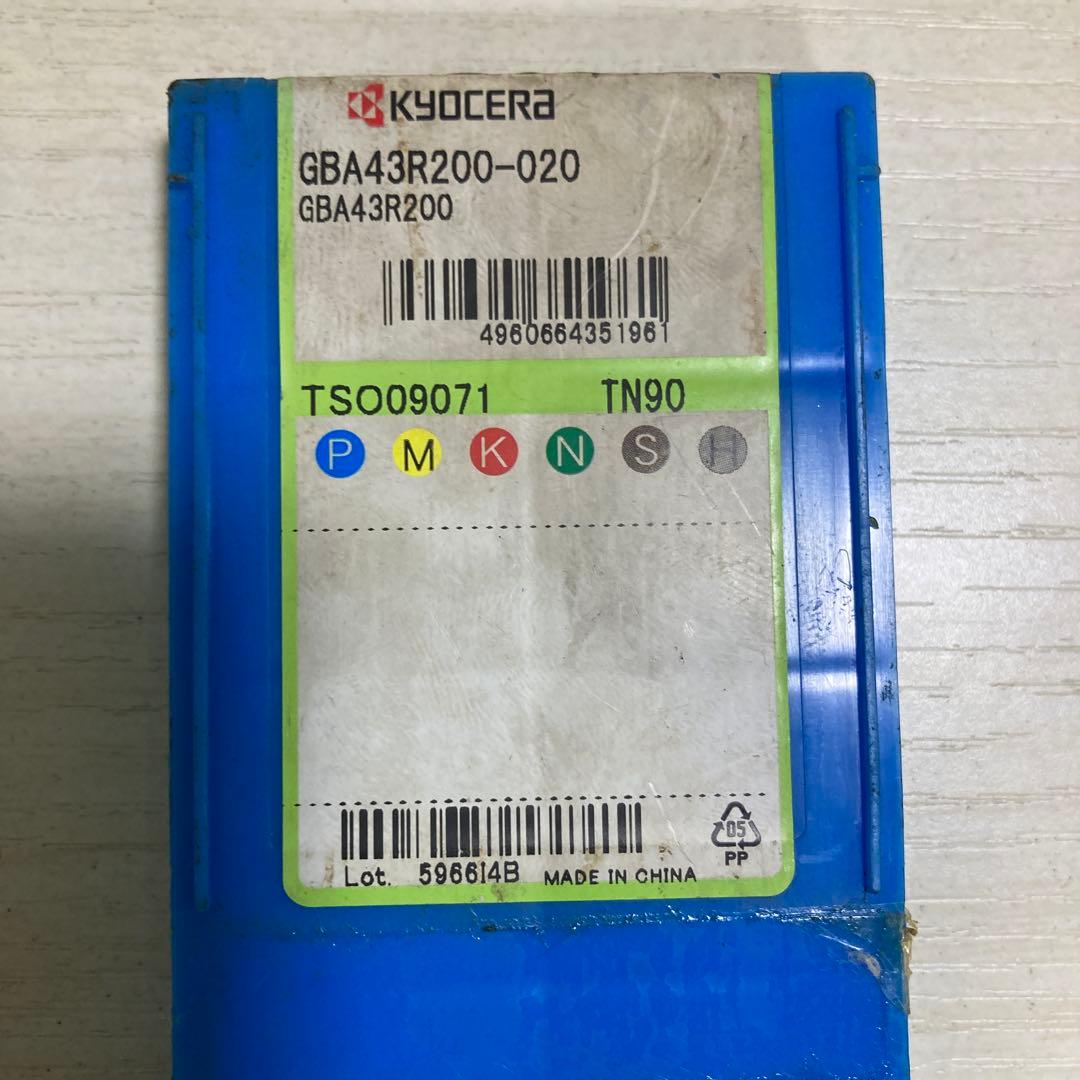 KYOCERA
GBA43R200-020
GBA43R200
4960664351961
TSO09071 TN90
P M K N S H
05
PP
Lot. 596614B MADE IN CHINA